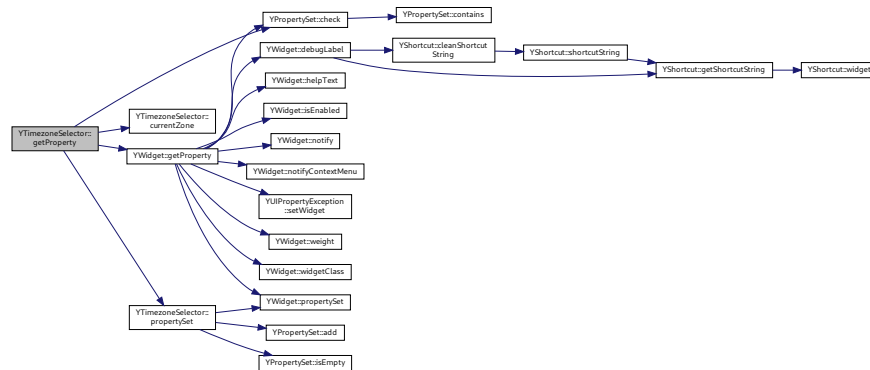 YTimezoneSelector::
getProperty
YPropertySet::check
YPropertySet::contains
YWidget::debugLabel
YShortcut::cleanShortcut
String
YShortcut::shortcutString
YShortcut::getShortcutString
YShortcut::widget
YWidget::helpText
YWidget::isEnabled
YTimezoneSelector::
currentZone
YWidget::getProperty
YWidget::notify
YWidget::notifyContextMenu
YUIPropertyException
::setWidget
YWidget::weight
YWidget::widgetClass
YWidget::propertySet
YTimezoneSelector::
propertySet
YPropertySet::add
YPropertySet::isEmpty